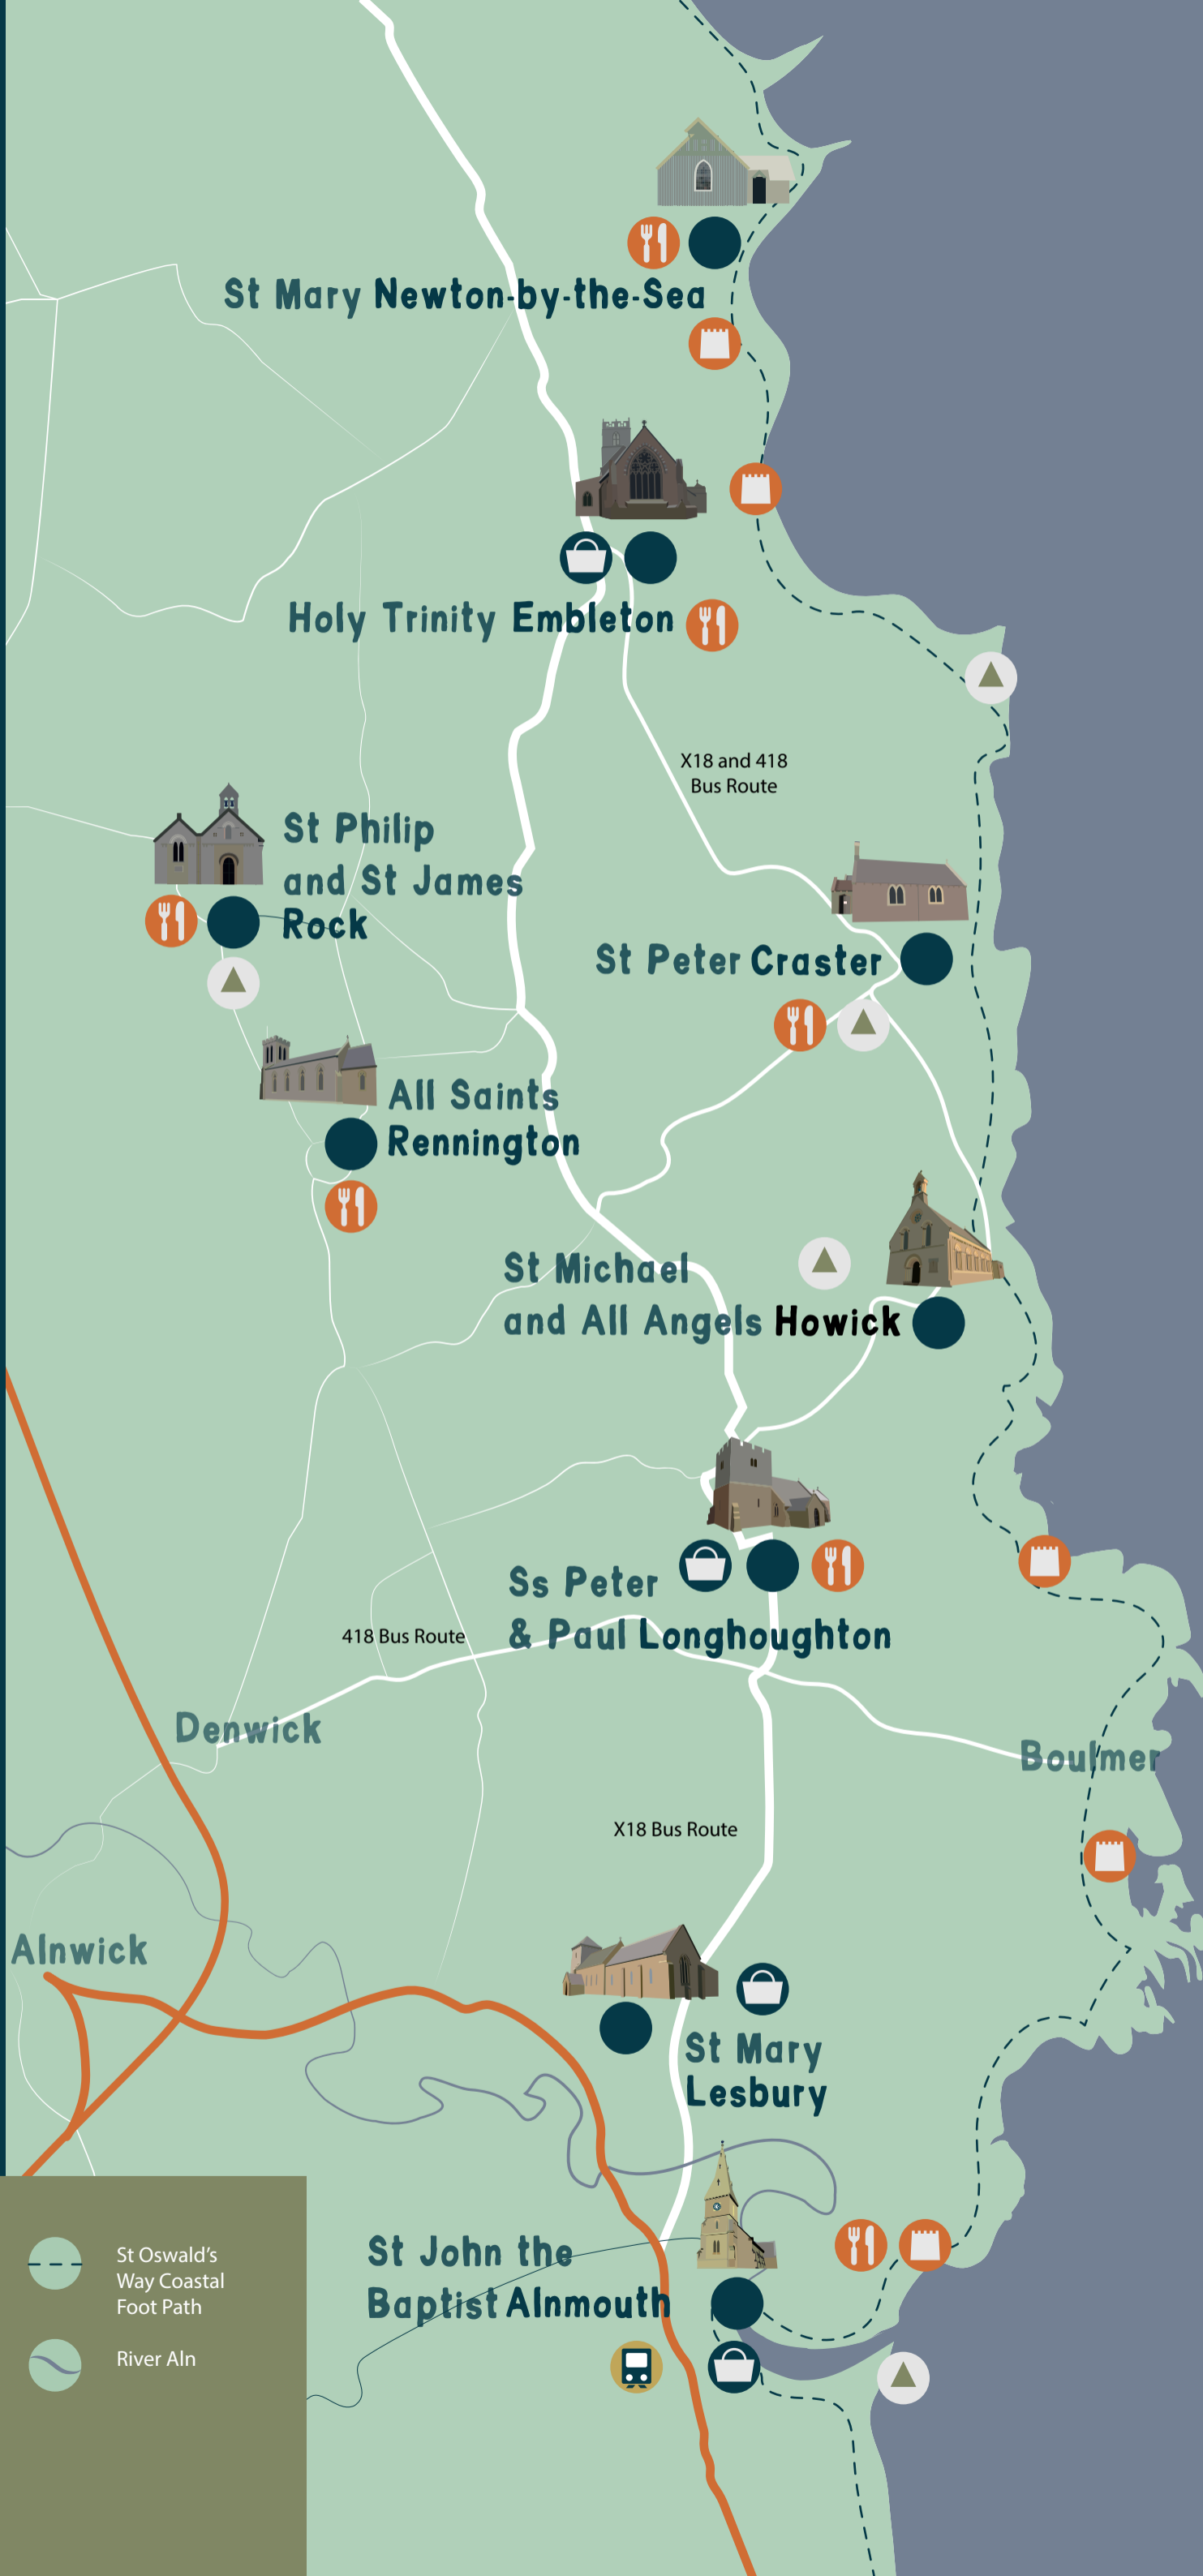 St Mary Newton-by-the-Sea
Holy Trinity Embleton
X18 and 418
Bus Route
St Philip
and St James
Rock
St Peter Craster
All Saints
Rennington
St Michael
and All Angels Howick
Ss Peter
& Paul Longhoughton
418 Bus Route
Denwick
Boulmer
X18 Bus Route
Alnwick
St Mary
Lesbury
St John the
Baptist Alnmouth
St Oswald’s
Way Coastal
Foot Path
River Aln